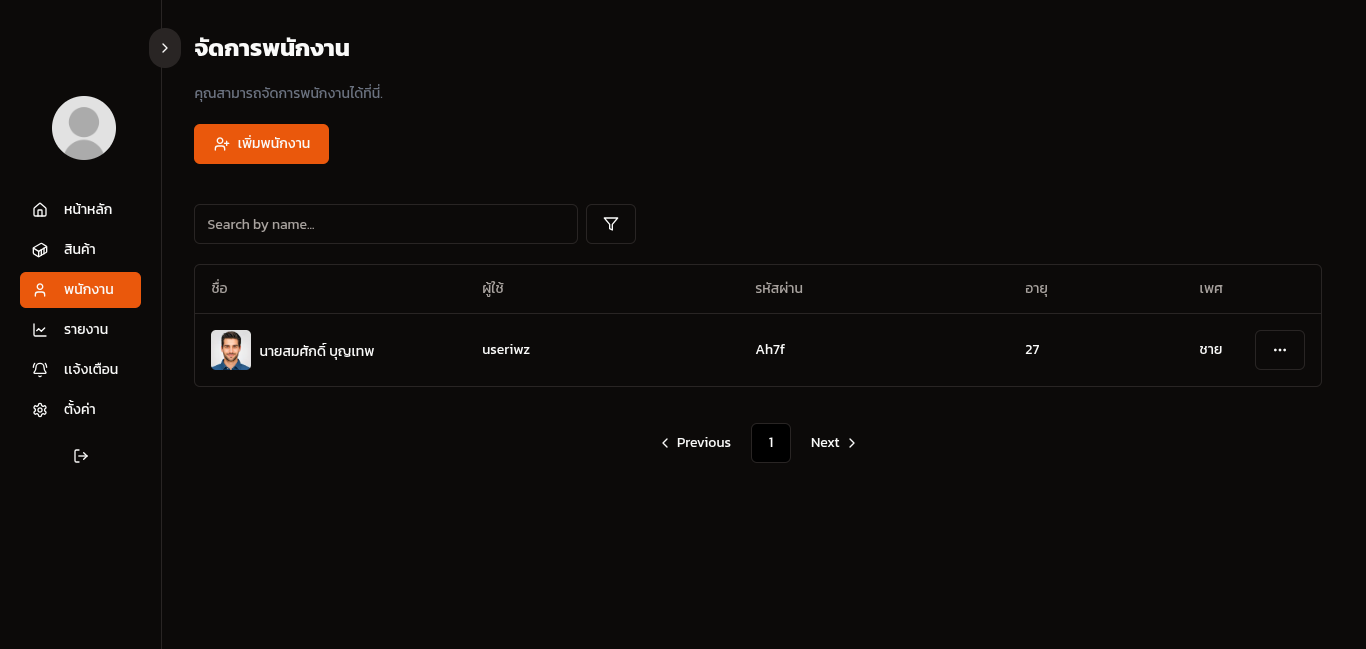 จัดการพนักงาน
คุณสามารถจัดการพนักงานได้ที่นี่.
เพิ่มพนักงาน
หน้าหลัก
สินค้า
พนักงาน
รายงาน
แจ้งเตือน
ตั้งค่า
Search by name...
ชื่อ ผู้ใช้ รหัสผ่าน อายุ เพศ
นายสมศักดิ์ บุญเทพ useriwz Ah7f 27 ชาย
Previous 1 Next